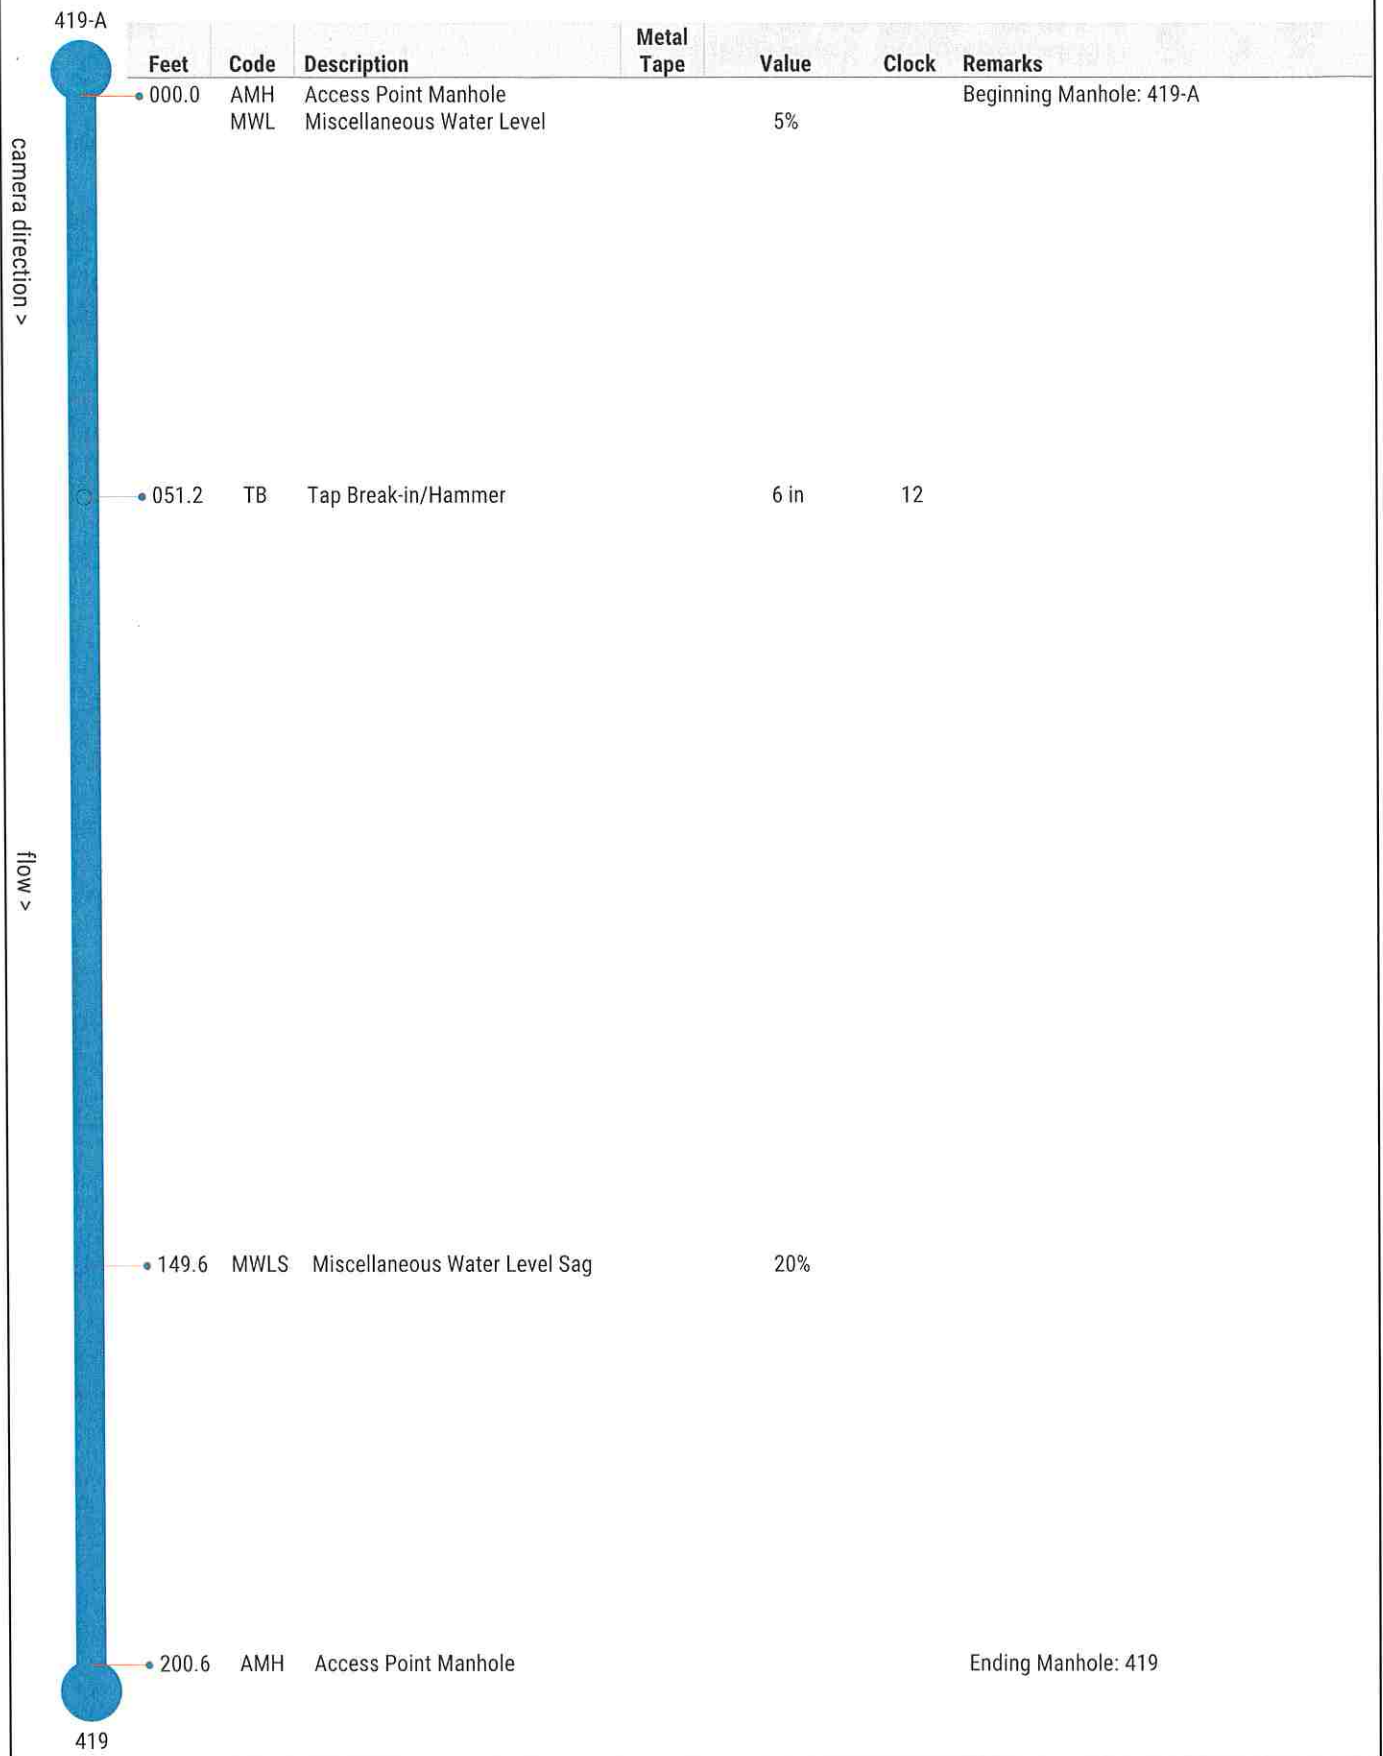 419-A
Metal
Feet Code Description Tape Value Clock Remarks
000.0 AMH Access Point Manhole Beginning Manhole: 419-A
MWL Miscellaneous Water Level 5%
camera direction >
051.2 TB Tap Break-in/Hammer 6 in 12
flow >
149.6 MWLS Miscellaneous Water Level Sag 20%
200.6 AMH Access Point Manhole Ending Manhole: 419
419